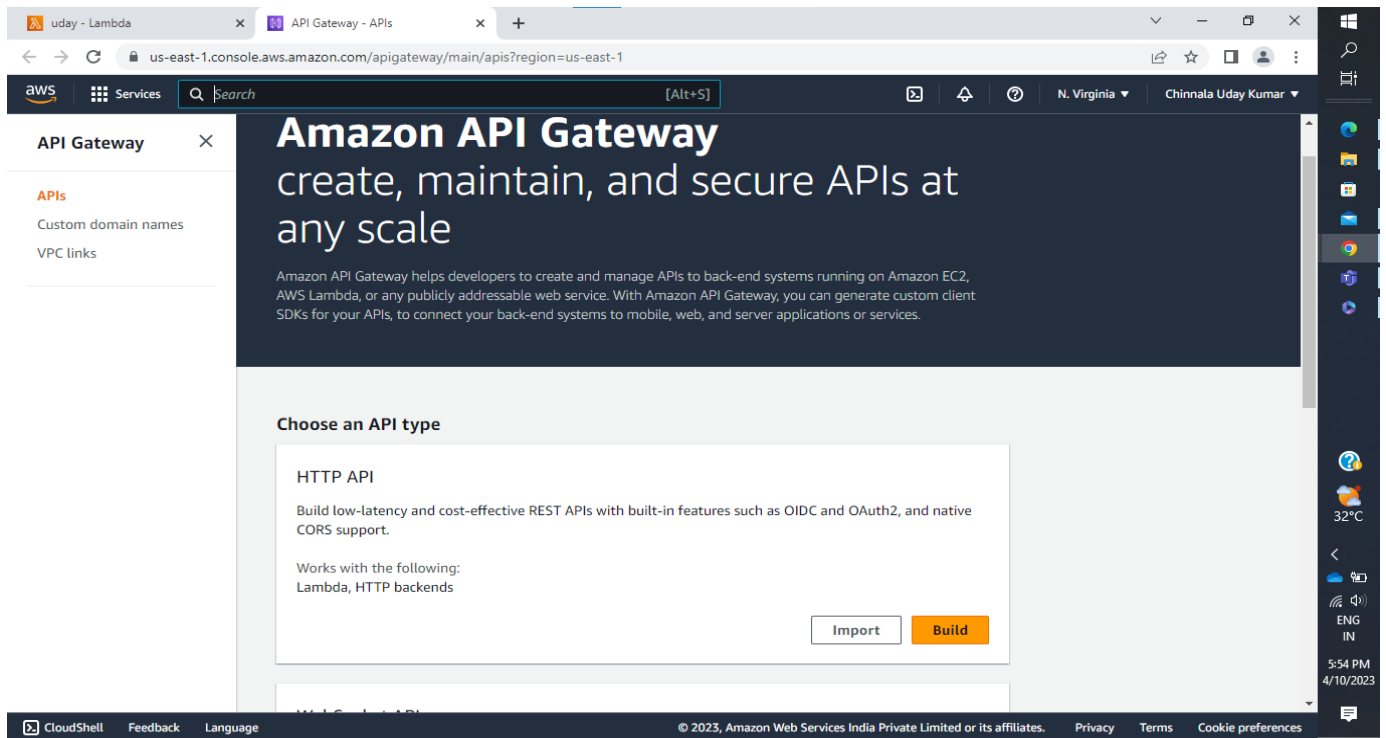 uday - Lambda
API Gateway - APIs
us-east-1.console.aws.amazon.com/apigateway/main/apis?region=us-east-1
aws
Services
Search
[Alt+S]
N. Virginia
Chinnala Uday Kumar
API Gateway
APIs
Custom domain names
VPC links
Amazon API Gateway
create, maintain, and secure APIs at
any scale
Amazon API Gateway helps developers to create and manage APIs to back-end systems running on Amazon EC2,
AWS Lambda, or any publicly addressable web service. With Amazon API Gateway, you can generate custom client
SDKs for your APIs, to connect your back-end systems to mobile, web, and server applications or services.
Choose an API type
HTTP API
Build low-latency and cost-effective REST APIs with built-in features such as OIDC and OAuth2, and native
CORS support.
Works with the following:
Lambda, HTTP backends
Import
Build
CloudShell
Feedback
Language
© 2023, Amazon Web Services India Private Limited or its affiliates.
Privacy
Terms
Cookie preferences
32°C
ENG
IN
5:54 PM
4/10/2023